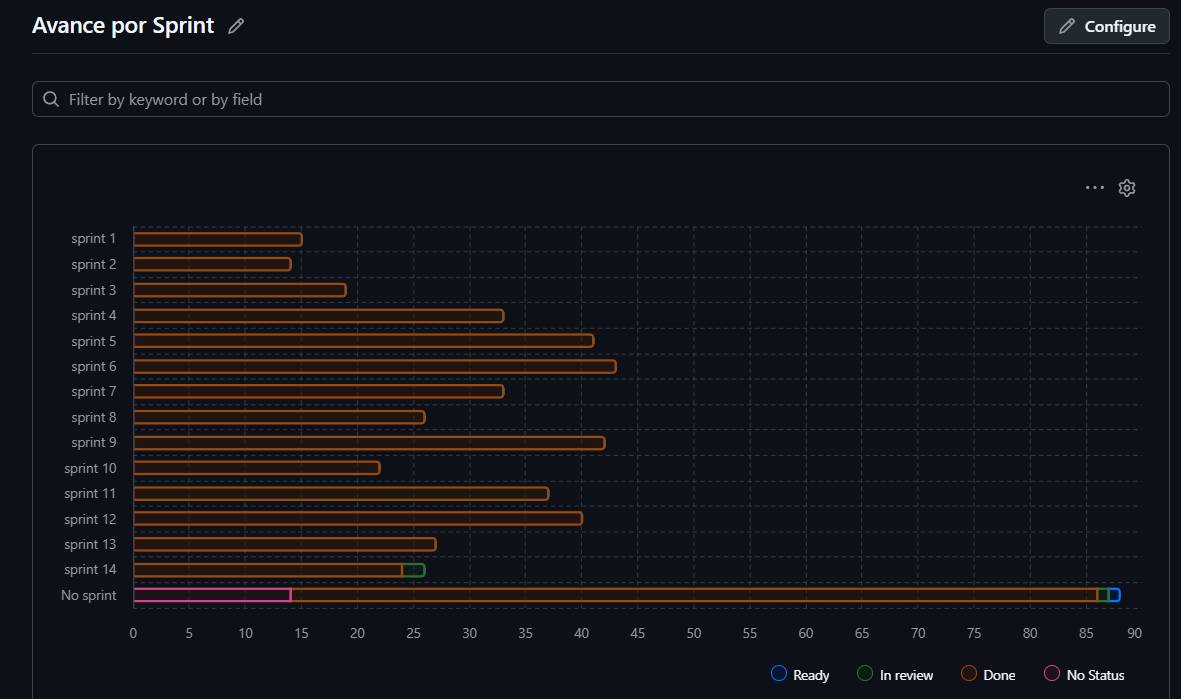 Avance por Sprint
Configure
Filter by keyword or by field
sprint 1
sprint 2
sprint 3
sprint 4
sprint 5
sprint 6
sprint 7
sprint 8
sprint 9
sprint 10
sprint 11
sprint 12
sprint 13
sprint 14
No sprint
0 5 10 15 20 25 30 35 40 45 50 55 60 65 70 75 80 85 90
Ready In review Done No Status